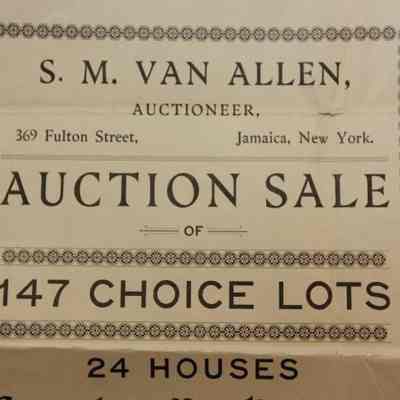 S. M. VAN ALLEN,
AUCTIONEER,
369 Fulton Street, Jamaica, New York.
AUCTION SALE
OF
147 CHOICE LOTS
24 HOUSES